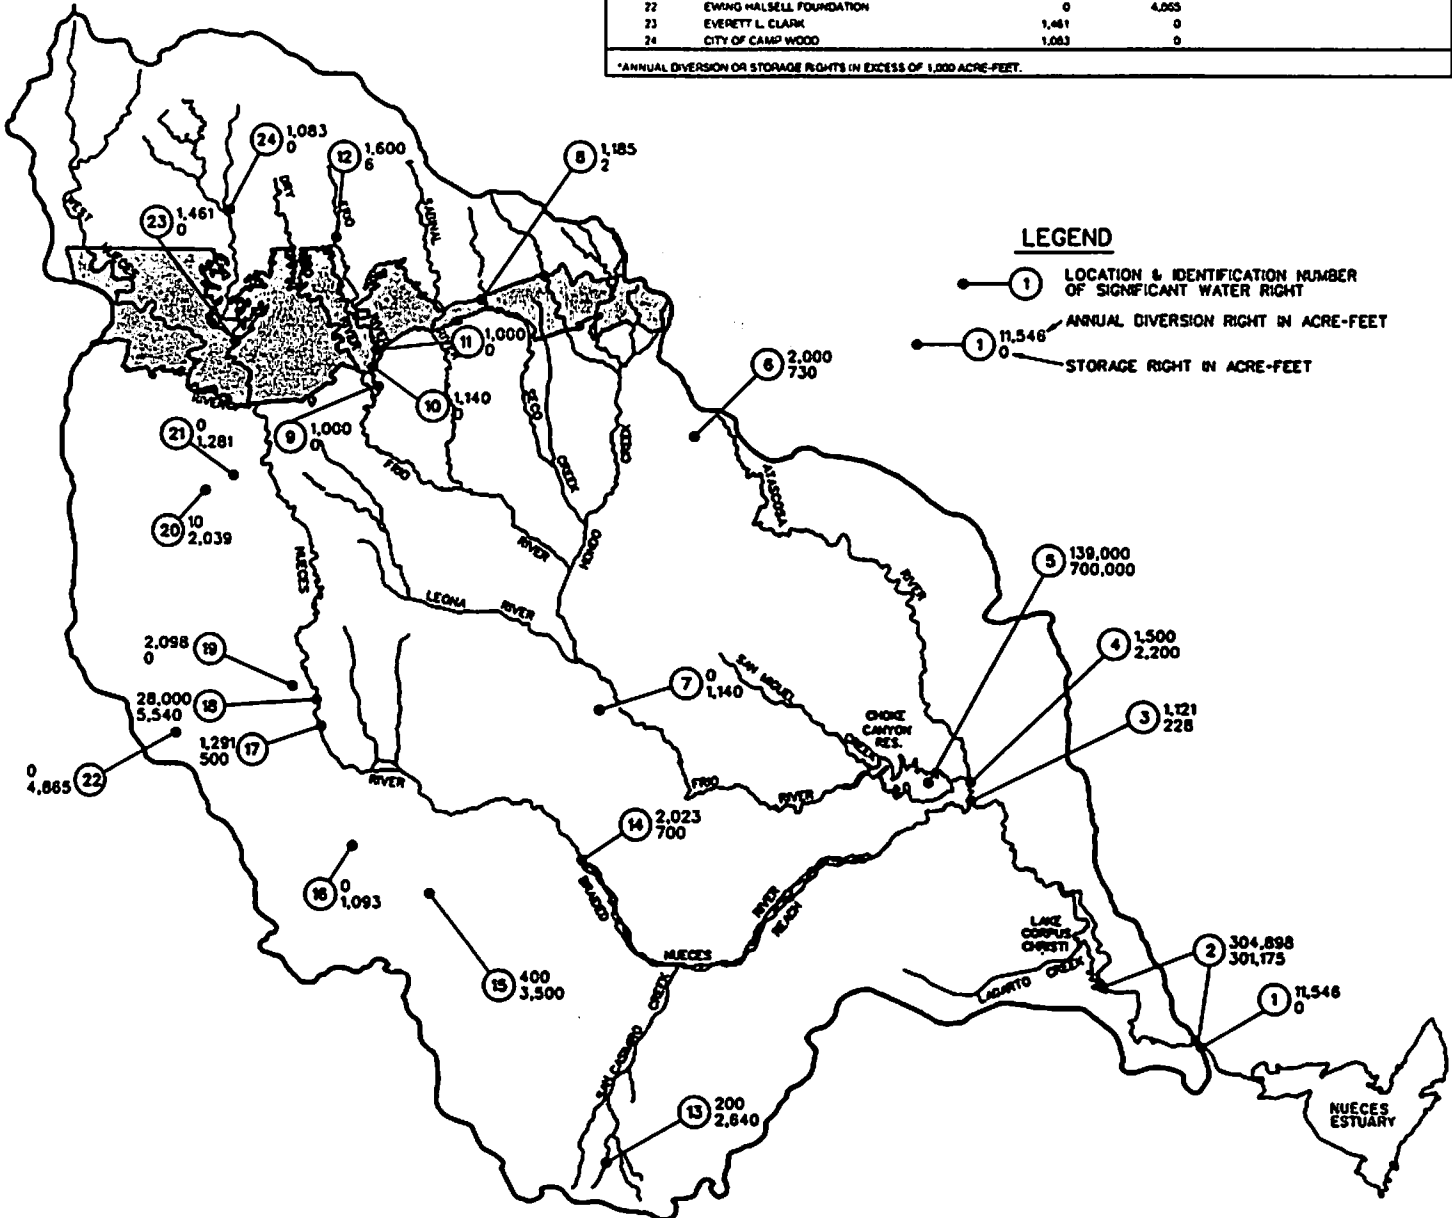 22 EWING HALSELL FOUNDATION 0 4,865
23 EVERETT L. CLARK 1,461 0
24 CITY OF CAMP WOOD 1,083 0
*ANNUAL DIVERSION OR STORAGE RIGHTS IN EXCESS OF 1,000 ACRE-FEET.
24 1,083
0
12 1,600
6
8 1,185
2
WEST
NUECES
DRY
FRIO
SABINAL
23 1,461
0
LEGEND
1 LOCATION & IDENTIFICATION NUMBER
OF SIGNIFICANT WATER RIGHT
ANNUAL DIVERSION RIGHT IN ACRE-FEET
1 11,546
0
STORAGE RIGHT IN ACRE-FEET
11 1,000
0
6 2,000
730
RIVER
10 1,140
0
21 0
1,281
9 1,000
0
FRIO
CREEK
CREEK
ATASCOSA
20 10
2,039
NUECES
RIVER
HONDO
5 139,000
700,000
RIVER
LEONA RIVER
2,098
0 19
4 1,500
2,200
SAN MIGUEL
CREEK
7 0
1,140
28,000
5,540 18
3 1,121
228
CHOKE
CANYON
RES.
1,291
500 17
0
4,865 22
RIVER
FRIO RIVER
14 2,023
700
BRAIDED
RIVER
REACH
16 0
1,093
NUECES
LAKE
CORPUS
CHRISTI
2 304,898
301,175
15 400
3,500
CREEK
LAGARTO CREEK
1 11,546
0
SAN CASIMIRO
13 200
2,640
NUECES
ESTUARY